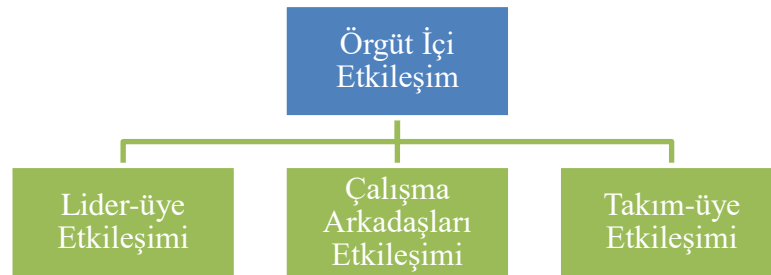 Örgüt İçi
Etkileşim
Lider-üye
Etkileşimi
Çalışma
Arkadaşları
Etkileşimi
Takım-üye
Etkileşimi